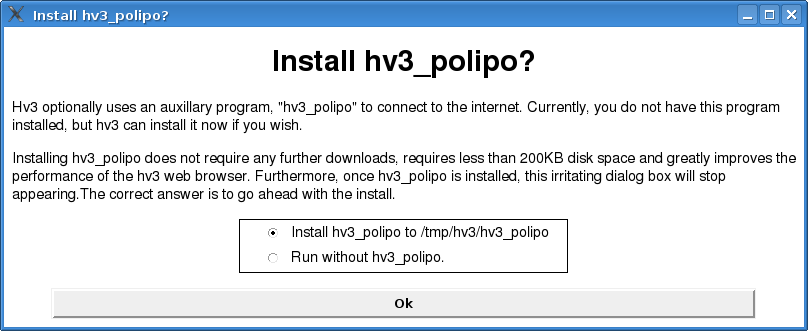 Install hv3_polipo?
Install hv3_polipo?
Hv3 optionally uses an auxillary program, "hv3_polipo" to connect to the internet. Currently, you do not have this program
installed, but hv3 can install it now if you wish.
Installing hv3_polipo does not require any further downloads, requires less than 200KB disk space and greatly improves the
performance of the hv3 web browser. Furthermore, once hv3_polipo is installed, this irritating dialog box will stop
appearing.The correct answer is to go ahead with the install.
Install hv3_polipo to /tmp/hv3/hv3_polipo
Run without hv3_polipo.
Ok